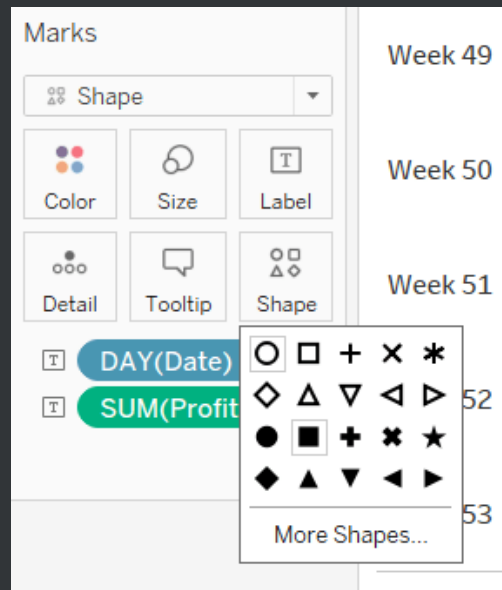 Marks
Shape
Color
Size
T
Label
Detail
Tooltip
Shape
T DAY(Date)
T SUM(Profit
More Shapes...
Week 49
Week 50
Week 51
52
53